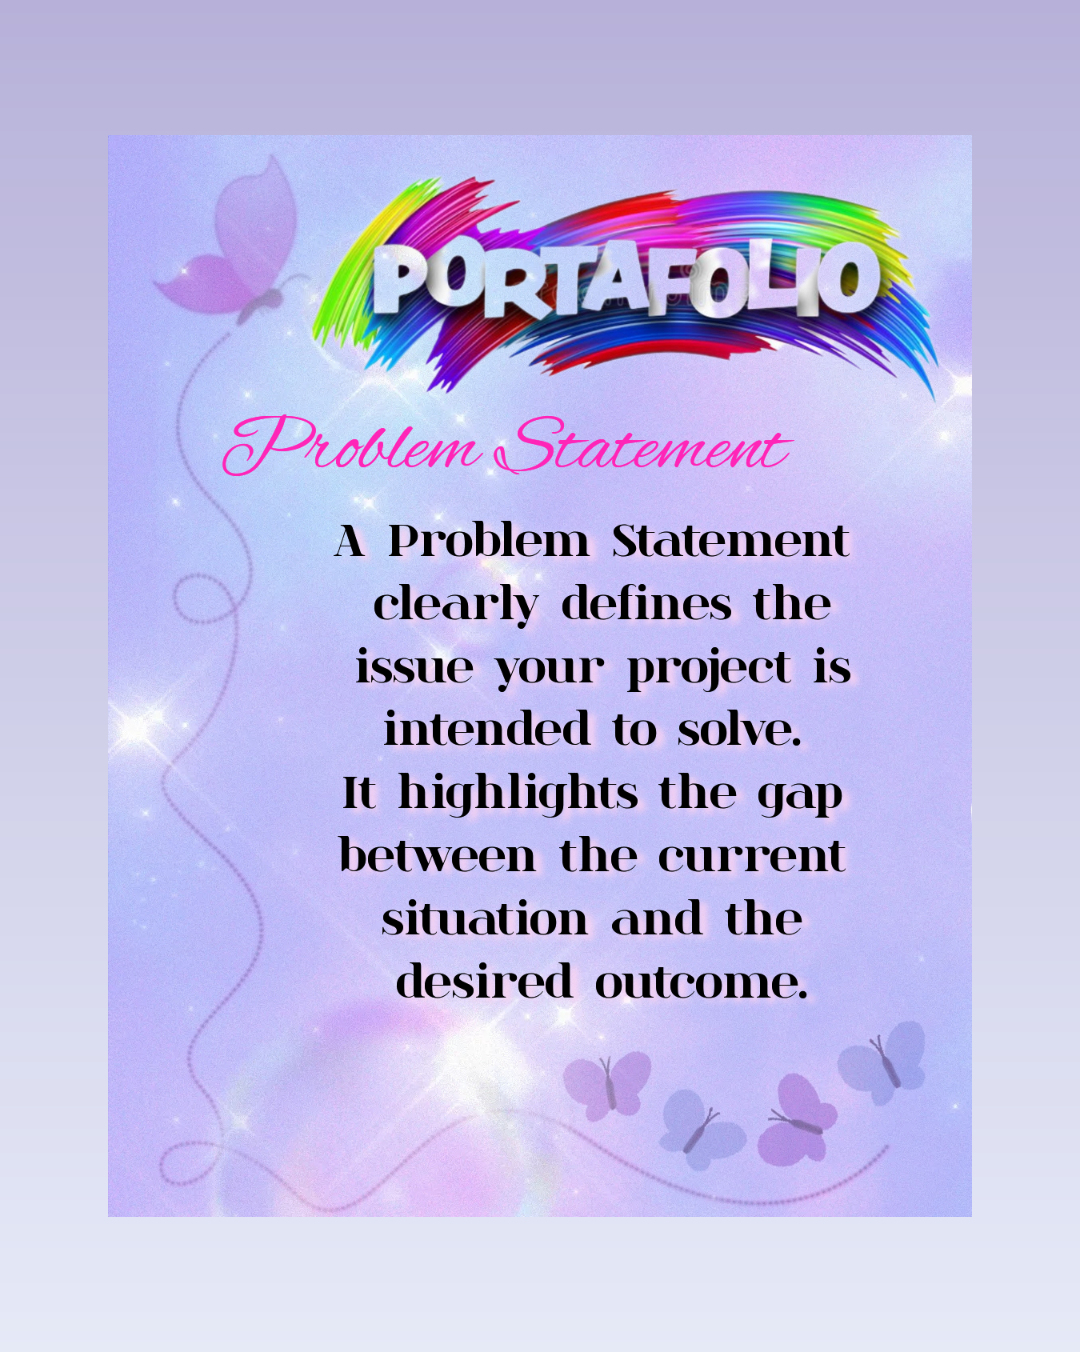 PORTAFOLIO
Problem Statement
A Problem Statement
clearly defines the
issue your project is
intended to solve.
It highlights the gap
between the current
situation and the
desired outcome.